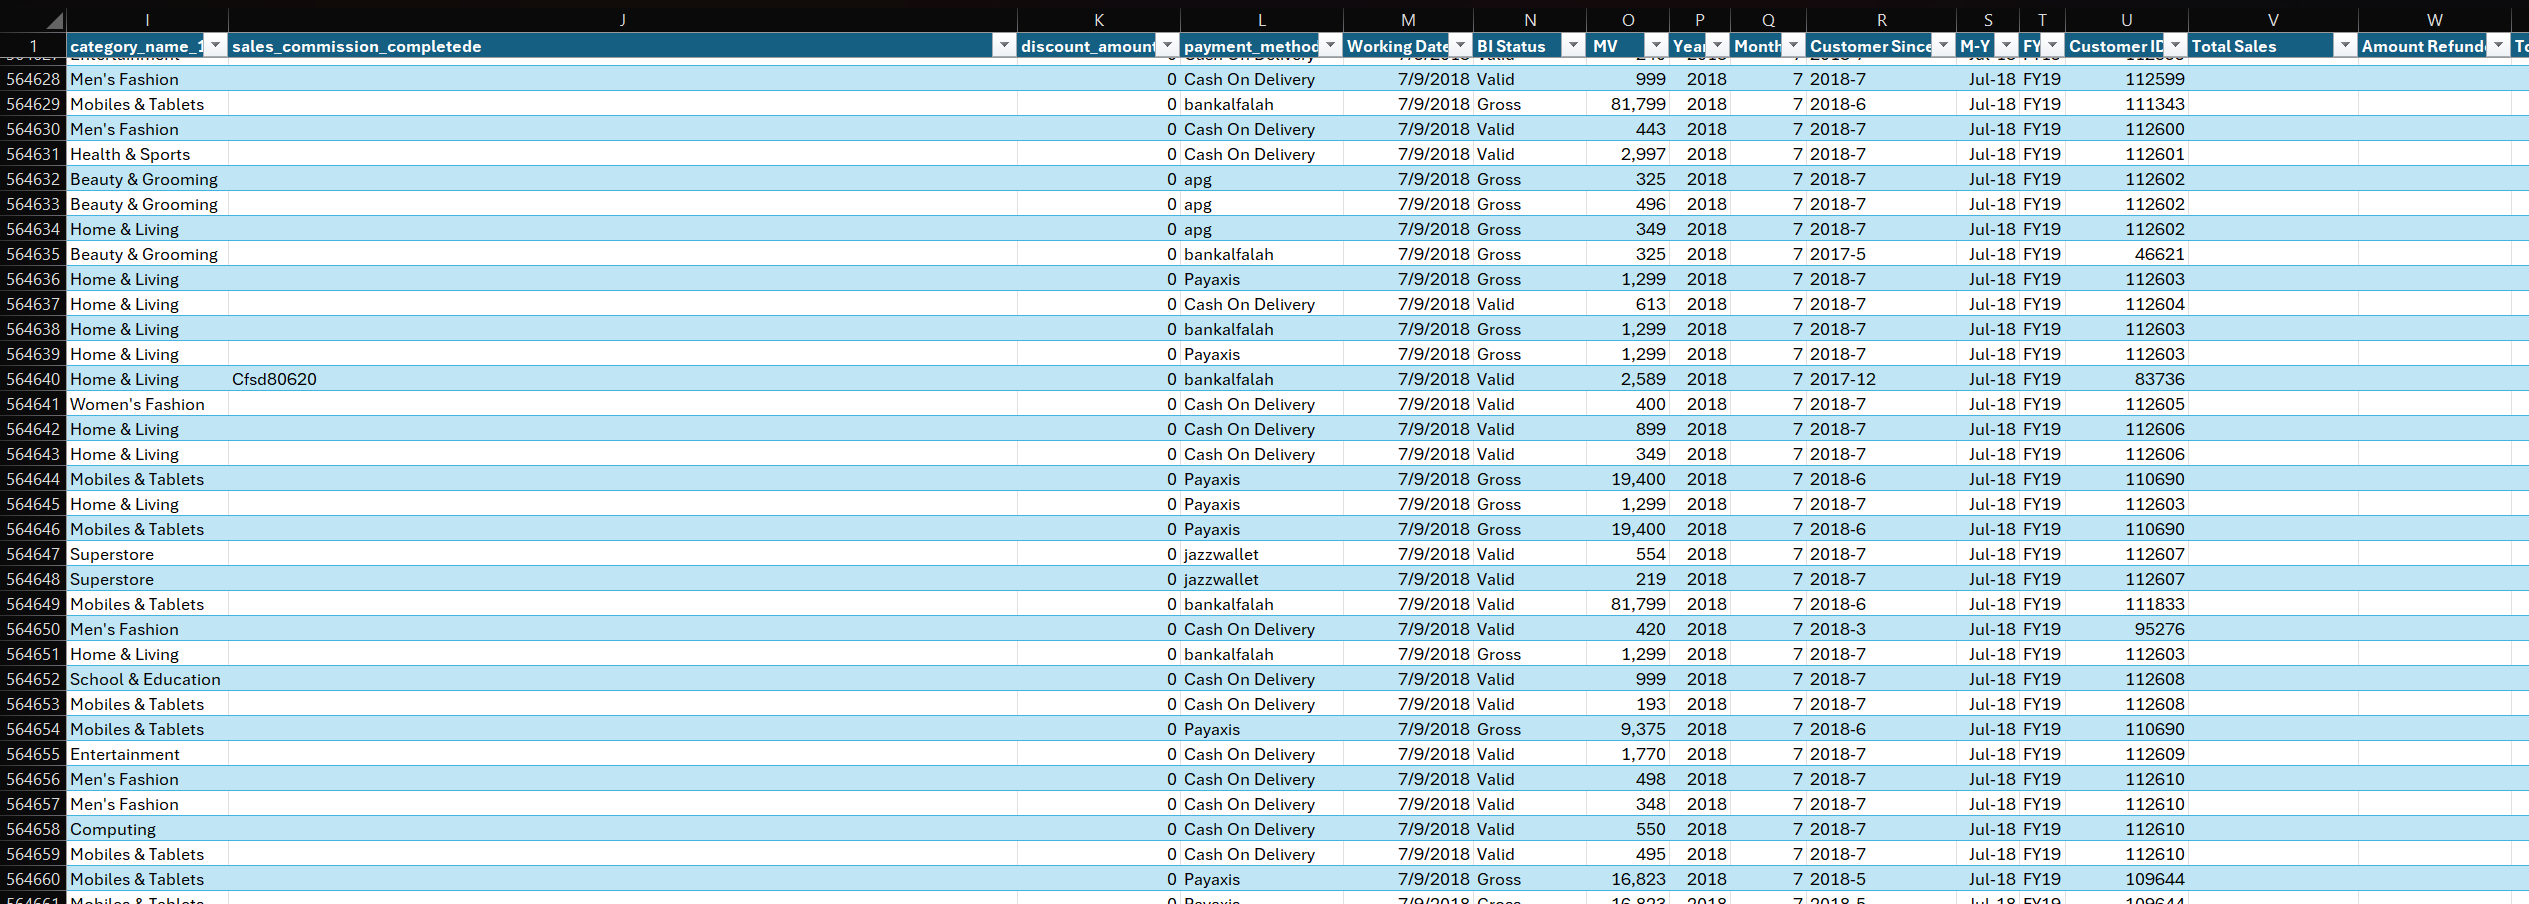 I J K L M N O P Q R S T U V W
1 category_name_1 sales_commission_completede discount_amount payment_method Working Date BI Status MV Year Month Customer Since M-Y FY Customer ID Total Sales Amount Refund
564628 Men's Fashion 0 Cash On Delivery 7/9/2018 Valid 999 2018 7 2018-7 Jul-18 FY19 112599
564629 Mobiles & Tablets 0 bankalfalah 7/9/2018 Gross 81,799 2018 7 2018-6 Jul-18 FY19 111343
564630 Men's Fashion 0 Cash On Delivery 7/9/2018 Valid 443 2018 7 2018-7 Jul-18 FY19 112600
564631 Health & Sports 0 Cash On Delivery 7/9/2018 Valid 2,997 2018 7 2018-7 Jul-18 FY19 112601
564632 Beauty & Grooming 0 apg 7/9/2018 Gross 325 2018 7 2018-7 Jul-18 FY19 112602
564633 Beauty & Grooming 0 apg 7/9/2018 Gross 496 2018 7 2018-7 Jul-18 FY19 112602
564634 Home & Living 0 apg 7/9/2018 Gross 349 2018 7 2018-7 Jul-18 FY19 112602
564635 Beauty & Grooming 0 bankalfalah 7/9/2018 Gross 325 2018 7 2017-5 Jul-18 FY19 46621
564636 Home & Living 0 Payaxis 7/9/2018 Gross 1,299 2018 7 2018-7 Jul-18 FY19 112603
564637 Home & Living 0 Cash On Delivery 7/9/2018 Valid 613 2018 7 2018-7 Jul-18 FY19 112604
564638 Home & Living 0 bankalfalah 7/9/2018 Gross 1,299 2018 7 2018-7 Jul-18 FY19 112603
564639 Home & Living 0 Payaxis 7/9/2018 Gross 1,299 2018 7 2018-7 Jul-18 FY19 112603
564640 Home & Living Cfsd80620 0 bankalfalah 7/9/2018 Valid 2,589 2018 7 2017-12 Jul-18 FY19 83736
564641 Women's Fashion 0 Cash On Delivery 7/9/2018 Valid 400 2018 7 2018-7 Jul-18 FY19 112605
564642 Home & Living 0 Cash On Delivery 7/9/2018 Valid 899 2018 7 2018-7 Jul-18 FY19 112606
564643 Home & Living 0 Cash On Delivery 7/9/2018 Valid 349 2018 7 2018-7 Jul-18 FY19 112606
564644 Mobiles & Tablets 0 Payaxis 7/9/2018 Gross 19,400 2018 7 2018-6 Jul-18 FY19 110690
564645 Home & Living 0 Payaxis 7/9/2018 Gross 1,299 2018 7 2018-7 Jul-18 FY19 112603
564646 Mobiles & Tablets 0 Payaxis 7/9/2018 Gross 19,400 2018 7 2018-6 Jul-18 FY19 110690
564647 Superstore 0 jazzwallet 7/9/2018 Valid 554 2018 7 2018-7 Jul-18 FY19 112607
564648 Superstore 0 jazzwallet 7/9/2018 Valid 219 2018 7 2018-7 Jul-18 FY19 112607
564649 Mobiles & Tablets 0 bankalfalah 7/9/2018 Valid 81,799 2018 7 2018-6 Jul-18 FY19 111833
564650 Men's Fashion 0 Cash On Delivery 7/9/2018 Valid 420 2018 7 2018-3 Jul-18 FY19 95276
564651 Home & Living 0 bankalfalah 7/9/2018 Gross 1,299 2018 7 2018-7 Jul-18 FY19 112603
564652 School & Education 0 Cash On Delivery 7/9/2018 Valid 999 2018 7 2018-7 Jul-18 FY19 112608
564653 Mobiles & Tablets 0 Cash On Delivery 7/9/2018 Valid 193 2018 7 2018-7 Jul-18 FY19 112608
564654 Mobiles & Tablets 0 Payaxis 7/9/2018 Gross 9,375 2018 7 2018-6 Jul-18 FY19 110690
564655 Entertainment 0 Cash On Delivery 7/9/2018 Valid 1,770 2018 7 2018-7 Jul-18 FY19 112609
564656 Men's Fashion 0 Cash On Delivery 7/9/2018 Valid 498 2018 7 2018-7 Jul-18 FY19 112610
564657 Men's Fashion 0 Cash On Delivery 7/9/2018 Valid 348 2018 7 2018-7 Jul-18 FY19 112610
564658 Computing 0 Cash On Delivery 7/9/2018 Valid 550 2018 7 2018-7 Jul-18 FY19 112610
564659 Mobiles & Tablets 0 Cash On Delivery 7/9/2018 Valid 495 2018 7 2018-7 Jul-18 FY19 112610
564660 Mobiles & Tablets 0 Payaxis 7/9/2018 Gross 16,823 2018 7 2018-5 Jul-18 FY19 109644